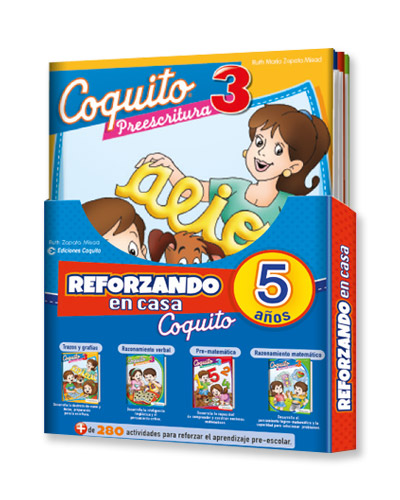 Ruth María Zapata Mead
Coquito 3
Preescritura
aeio
Ruth Zapata Mead
Ediciones Coquito
REFORZANDO
en casa
Coquito
5
años
REFORZANDO en casa
Trazos y grafías
Razonamiento verbal
Pre-matemática
Razonamiento matemático
+ de 280 actividades para reforzar el aprendizaje pre-escolar.